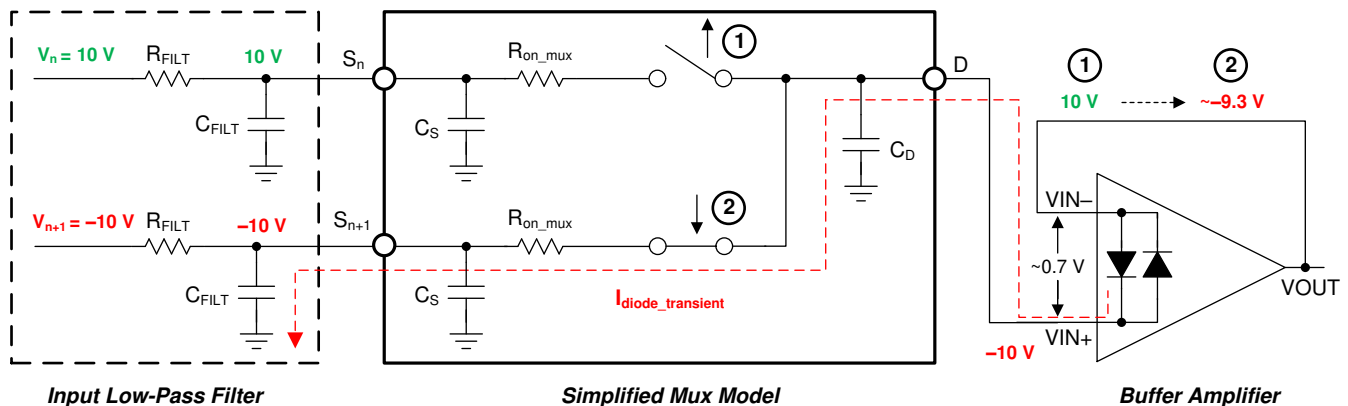 Vn = 10 V
RFILT
10 V
Sn
Ron_mux
1
D
1
2
10 V
~–9.3 V
CFILT
CS
CD
2
Vn+1 = –10 V
RFILT
–10 V
Sn+1
Ron_mux
VIN–
~0.7 V
VOUT
CFILT
CS
Idiode_transient
VIN+
–10 V
Input Low-Pass Filter
Simplified Mux Model
Buffer Amplifier